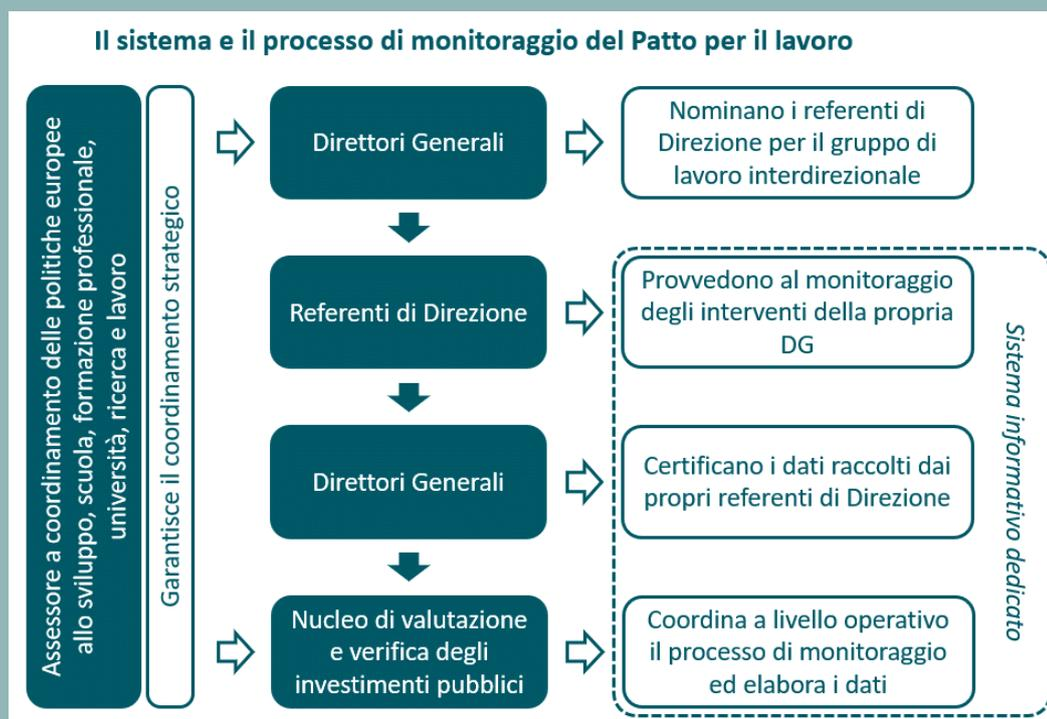 Il sistema e il processo di monitoraggio del Patto per il lavoro
Assessore a coordinamento delle politiche europee
allo sviluppo, scuola, formazione professionale,
università, ricerca e lavoro
Garantisce il coordinamento strategico
Direttori Generali
Nominano i referenti di
Direzione per il gruppo di
lavoro interdirezionale
Referenti di Direzione
Provvedono al monitoraggio
degli interventi della propria
DG
Direttori Generali
Certificano i dati raccolti dai
propri referenti di Direzione
Nucleo di valutazione
e verifica degli
investimenti pubblici
Coordina a livello operativo
il processo di monitoraggio
ed elabora i dati
Sistema informativo dedicato